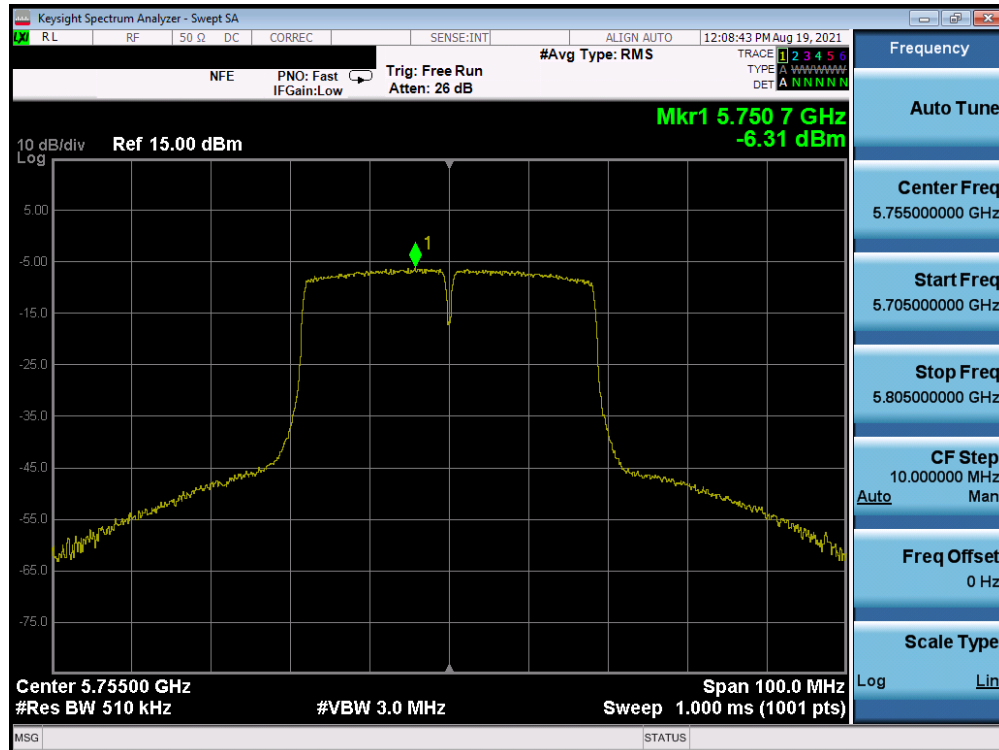 Keysight Spectrum Analyzer - Swept SA
LXI RL RF 50 Ω DC CORREC SENSE:INT ALIGN AUTO 12:08:43 PM Aug 19, 2021
NFE PNO: Fast Trig: Free Run #Avg Type: RMS TRACE 1 2 3 4 5 6
IFGain:Low Atten: 26 dB TYPE A WWWWW
DET A N N N N N
Mkr1 5.750 7 GHz
-6.31 dBm
10 dB/div Ref 15.00 dBm
Log
1
5.00
-5.00
-15.0
-25.0
-35.0
-45.0
-55.0
-65.0
-75.0
Center 5.75500 GHz Span 100.0 MHz
#Res BW 510 kHz #VBW 3.0 MHz Sweep 1.000 ms (1001 pts)
MSG STATUS
Frequency
Auto Tune
Center Freq
5.755000000 GHz
Start Freq
5.705000000 GHz
Stop Freq
5.805000000 GHz
CF Step
10.000000 MHz
Auto Man
Freq Offset
0 Hz
Scale Type
Log Lin